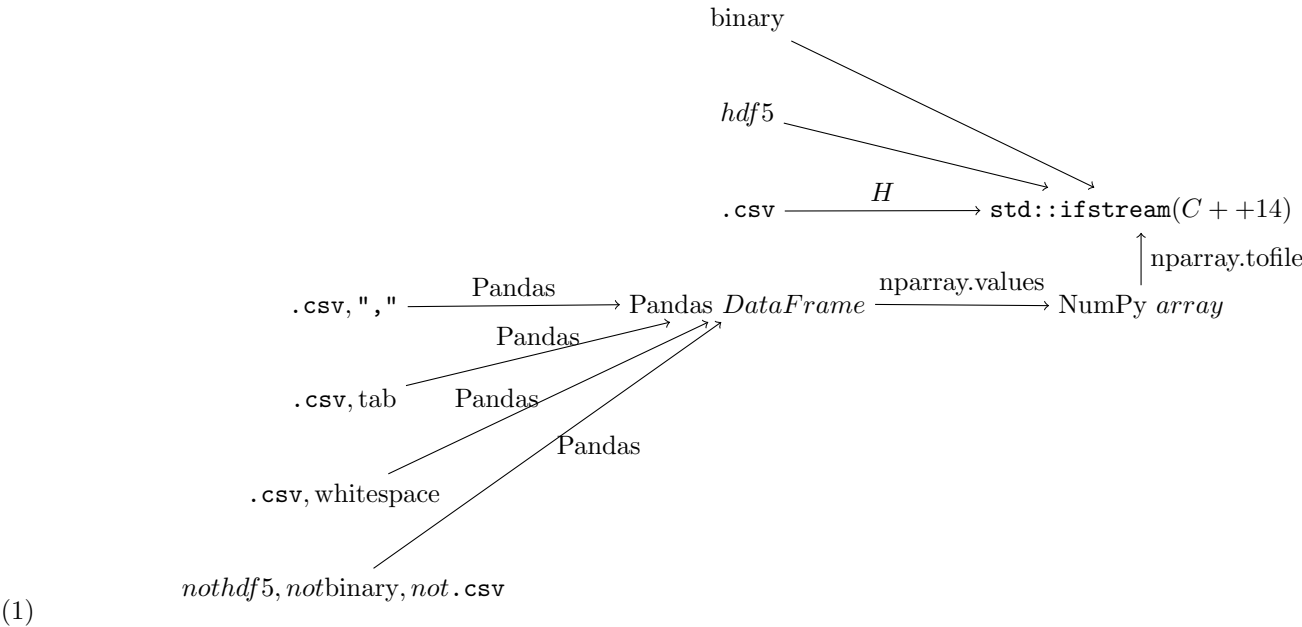 binary
hdf5
.csv H std::ifstream(C + +14)
nparray.tofile
.csv, "," Pandas Pandas DataFrame nparray.values NumPy array
Pandas
.csv, tab Pandas
Pandas
.csv, whitespace
nothdf5, notbinary, not.csv
(1)